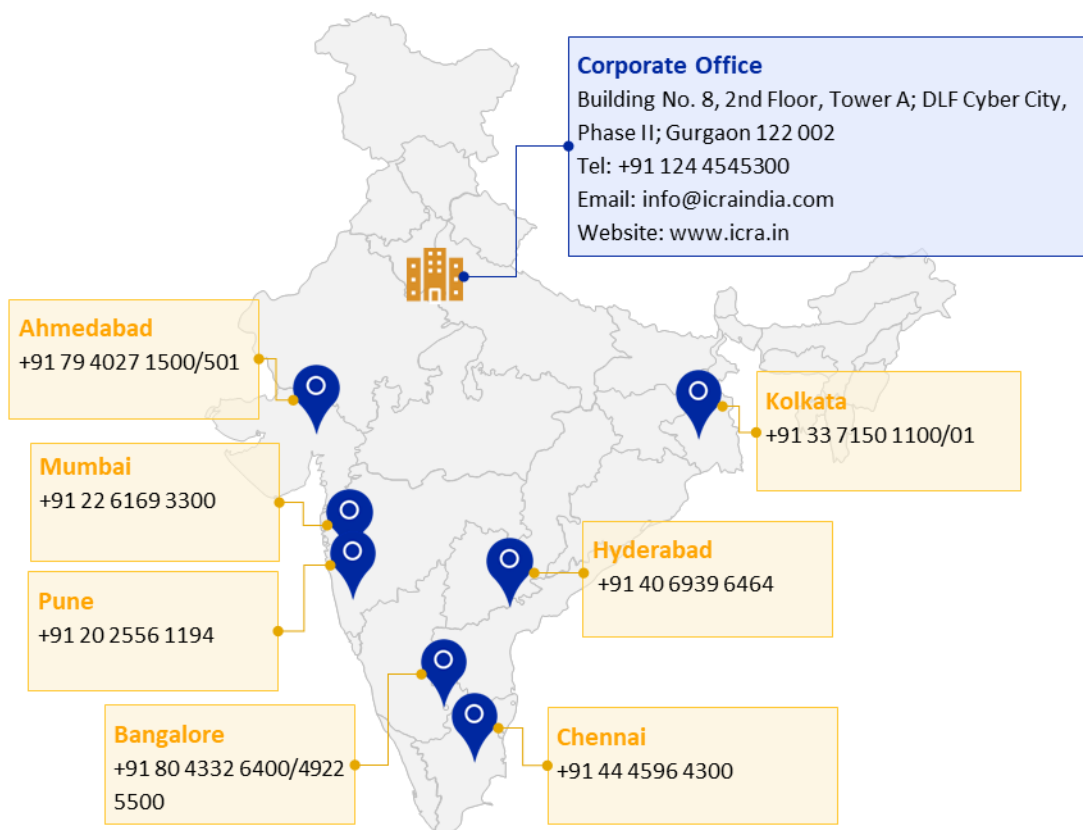 Corporate Office
Building No. 8, 2nd Floor, Tower A; DLF Cyber City,
Phase II; Gurgaon 122 002
Tel: +91 124 4545300
Email: info@icraindia.com
Website: www.icra.in
Ahmedabad
+91 79 4027 1500/501
Kolkata
+91 33 7150 1100/01
Mumbai
+91 22 6169 3300
Hyderabad
+91 40 6939 6464
Pune
+91 20 2556 1194
Bangalore
+91 80 4332 6400/4922
5500
Chennai
+91 44 4596 4300